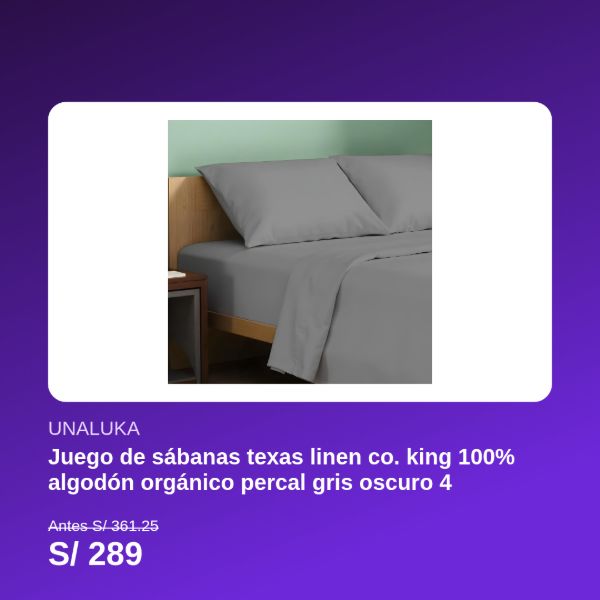 UNALUKA
Juego de sábanas texas linen co. king 100%
algodón orgánico percal gris oscuro 4
Antes S/ 361.25
S/ 289